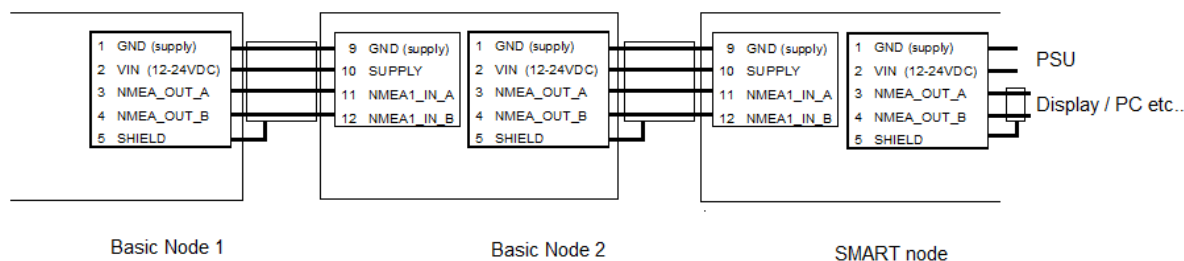 1 GND (supply)
2 VIN (12-24VDC)
3 NMEA_OUT_A
4 NMEA_OUT_B
5 SHIELD
9 GND (supply)
10 SUPPLY
11 NMEA1_IN_A
12 NMEA1_IN_B
1 GND (supply)
2 VIN (12-24VDC)
3 NMEA_OUT_A
4 NMEA_OUT_B
5 SHIELD
9 GND (supply)
10 SUPPLY
11 NMEA1_IN_A
12 NMEA1_IN_B
1 GND (supply)
2 VIN (12-24VDC)
3 NMEA_OUT_A
4 NMEA_OUT_B
5 SHIELD
PSU
Display / PC etc..
Basic Node 1
Basic Node 2
SMART node